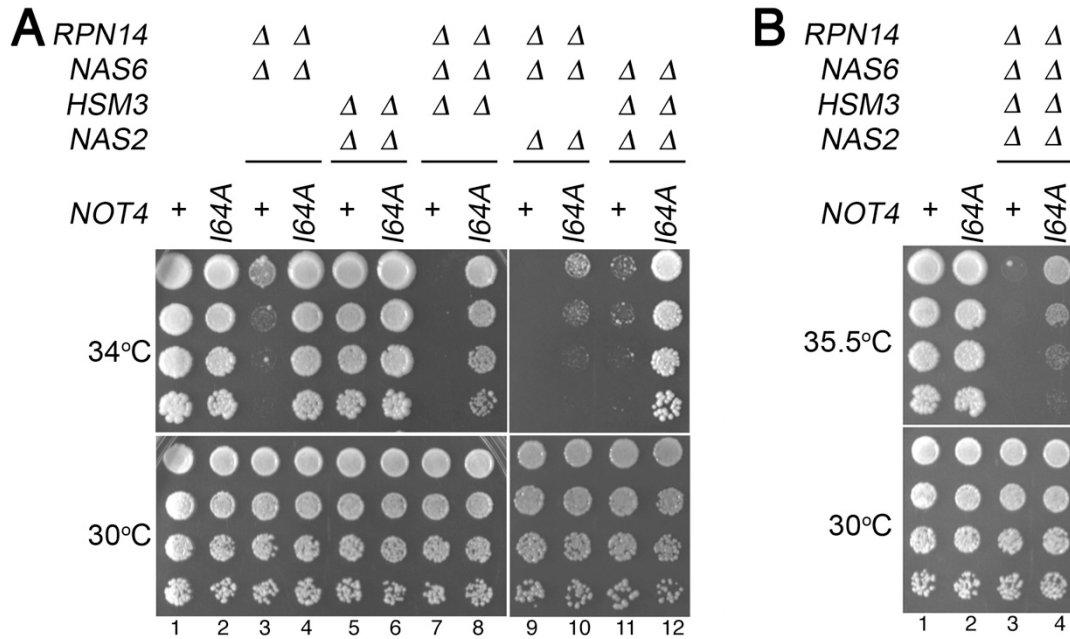 A
RPN14 Δ Δ Δ Δ Δ Δ
NAS6 Δ Δ Δ Δ Δ Δ Δ Δ
HSM3 Δ Δ Δ Δ Δ Δ
NAS2 Δ Δ Δ Δ Δ Δ
NOT4 + I64A + I64A + I64A + I64A + I64A + I64A
34°C
30°C
1 2 3 4 5 6 7 8 9 10 11 12
B
RPN14 Δ Δ
NAS6 Δ Δ
HSM3 Δ Δ
NAS2 Δ Δ
NOT4 + I64A + I64A
35.5°C
30°C
1 2 3 4